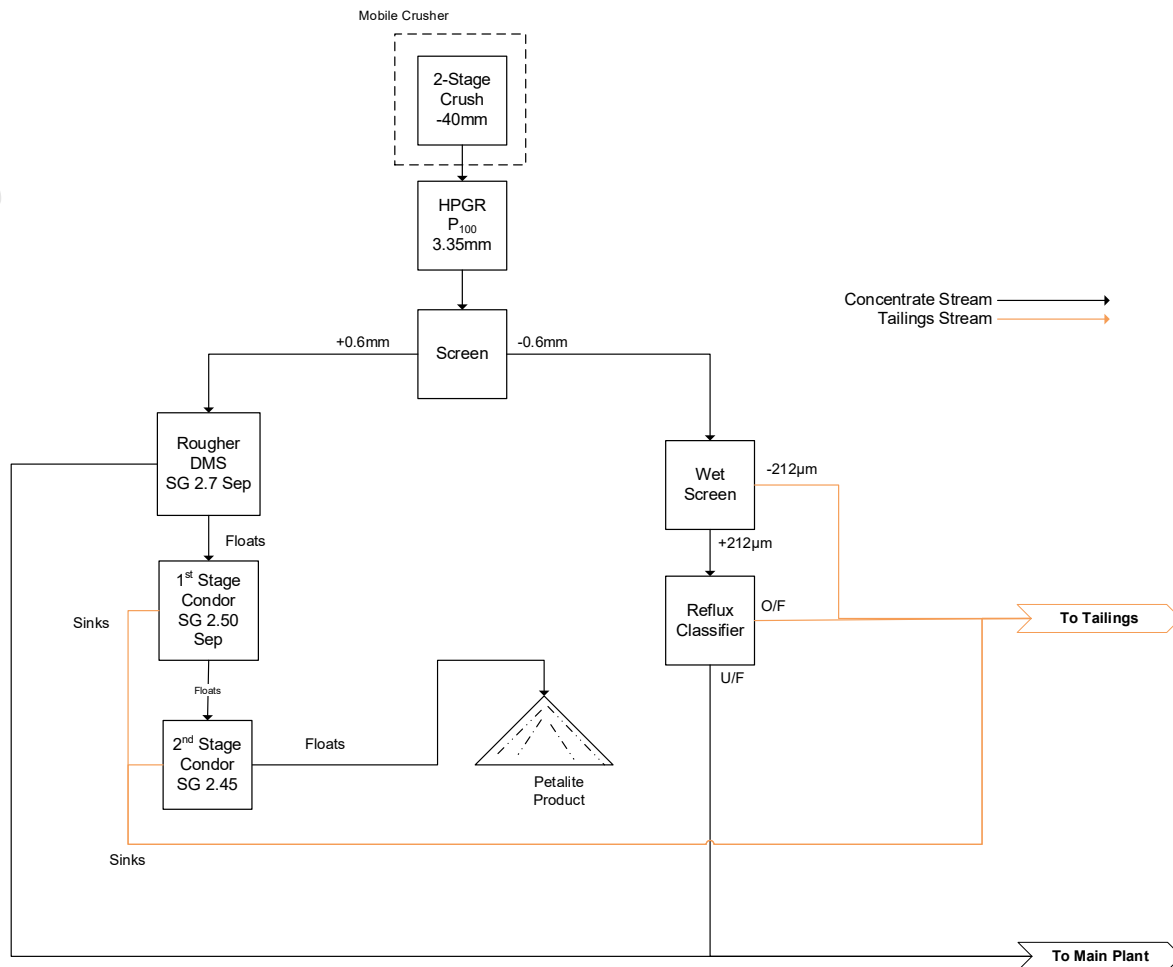 Mobile Crusher
2-Stage
Crush
-40mm
HPGR
P₁₀₀
3.35mm
Concentrate Stream
Tailings Stream
+0.6mm
Screen
-0.6mm
Rougher
DMS
SG 2.7 Sep
Wet
Screen
-212µm
Floats
+212µm
1st Stage
Condor
SG 2.50
Sep
Sinks
Reflux
Classifier
O/F
To Tailings
U/F
Floats
2nd Stage
Condor
SG 2.45
Floats
Petalite
Product
Sinks
To Main Plant